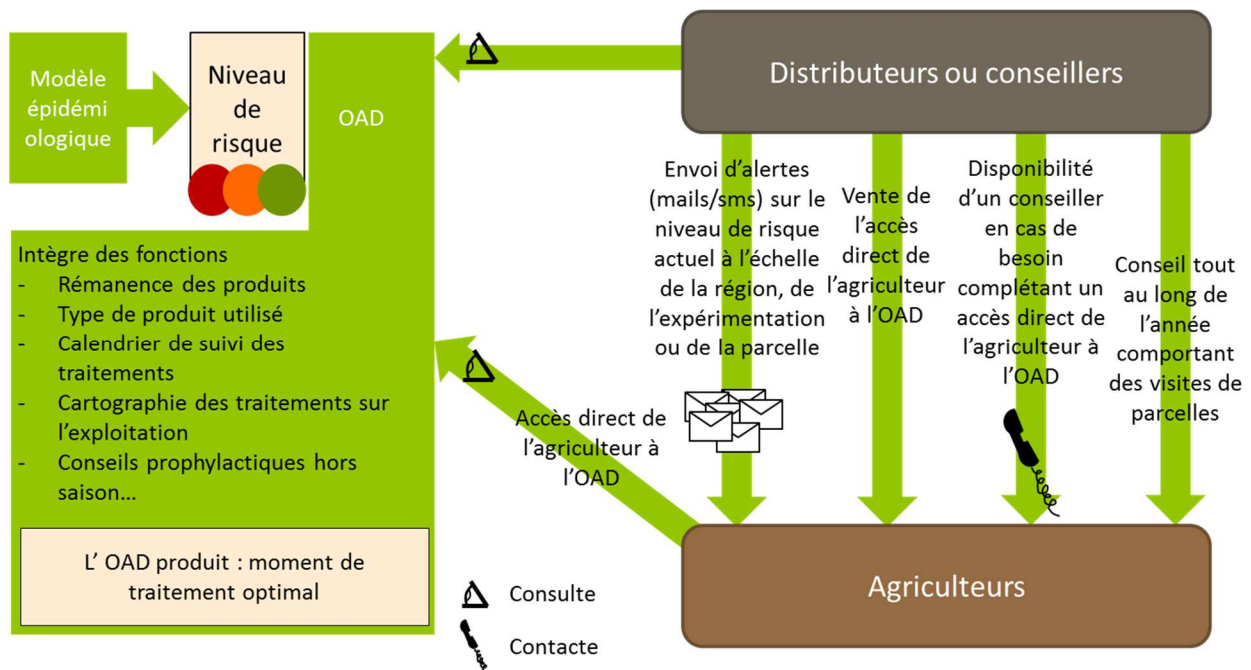 Modèle
épidémi
ologique
Niveau
de
risque
OAD
Distributeurs ou conseillers
Envoi d'alertes
(mails/sms) sur le
niveau de risque
actuel à l'échelle
de la région, de
l'expérimentation
ou de la parcelle
Vente de
l'accès
direct de
l'agriculteur
à l'OAD
Disponibilité
d'un conseiller
en cas de
besoin
complétant un
accès direct de
l'agriculteur à
l'OAD
Conseil tout
au long de
l'année
comportant
des visites de
parcelles
Intègre des fonctions
- Rémanence des produits
- Type de produit utilisé
- Calendrier de suivi des
traitements
- Cartographie des traitements sur
l'exploitation
- Conseils prophylactiques hors
saison…
Accès direct de
l'agriculteur à
l'OAD
L' OAD produit : moment de
traitement optimal
Consulte
Contacte
Agriculteurs